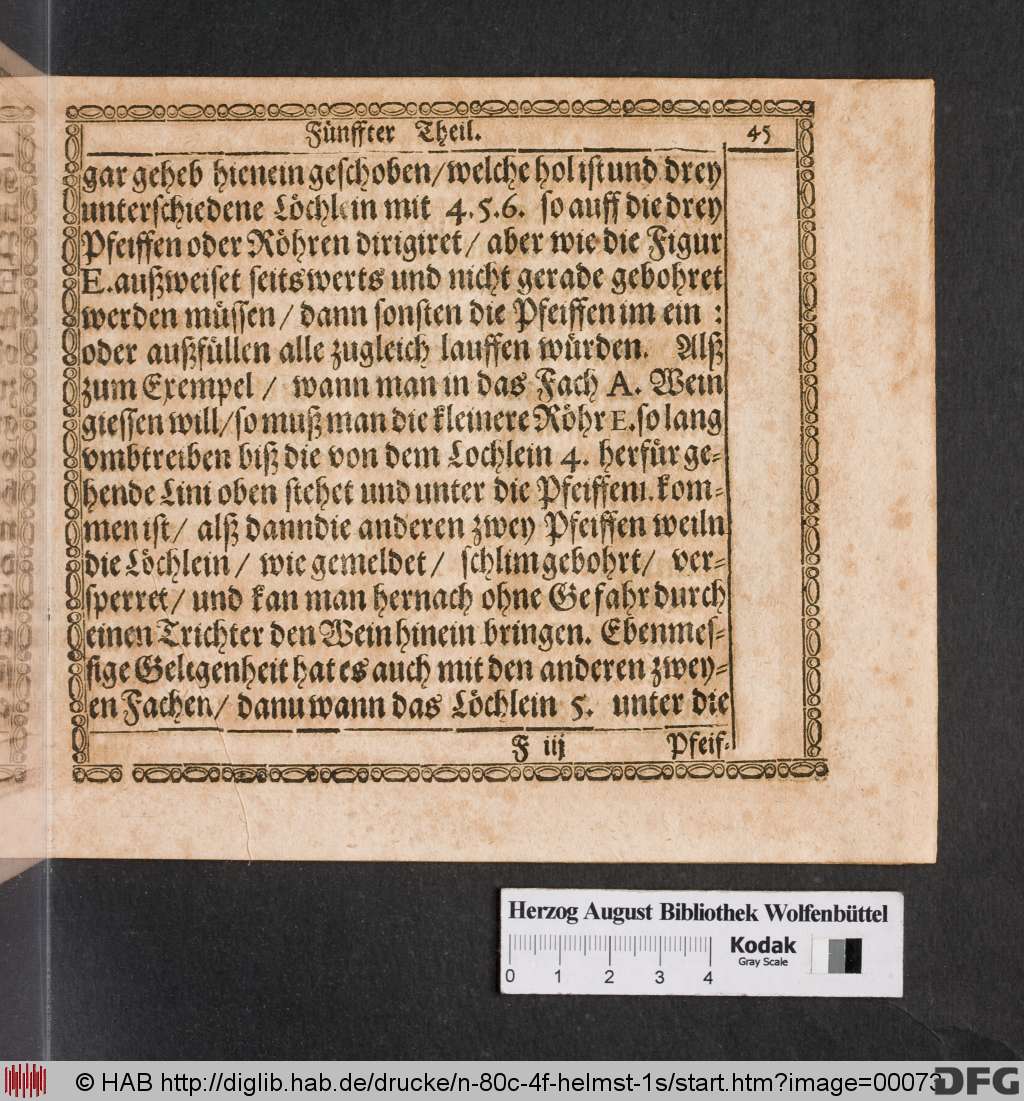 Fünffter Theil. 45
gar geheb hienein geschoben/welche hol ist und drey
unterschiedene Löchlein mit 4. 5. 6. so auff die drey
Pfeiffen oder Röhren dirigiret/ aber wie die Figur
E. außweiset seitswerts und nicht gerade gebohret
werden müssen/ dann sonsten die Pfeiffen im ein :
oder außfüllen alle zugleich lauffen würden. Alß
zum Exempel/ wann man in das Fach A. Wein
giessen will/so muß man die kleinere Röhr E. so lang
vmbtreiben biß die von dem Lochlein 4. herfür ge-
hende Lini oben stehet und unter die Pfeiffen1. kom-
men ist/ alß danndie anderen zwey Pfeiffen weiln
die Löchlein/ wie gemeldet/ schlim gebohrt/ ver-
sperret/ und kan man hernach ohne Gefahr durch
einen Trichter den Wein hinein bringen. Ebenmes-
sige Gelegenheit hat es auch mit den anderen zwey-
en Fachen/ danu wann das Löchlein 5. unter die
F iij Pfeif-
Herzog August Bibliothek Wolfenbüttel
0 1 2 3 4
Kodak
Gray Scale
© HAB http://diglib.hab.de/drucke/n-80c-4f-helmst-1s/start.htm?image=00073
DFG